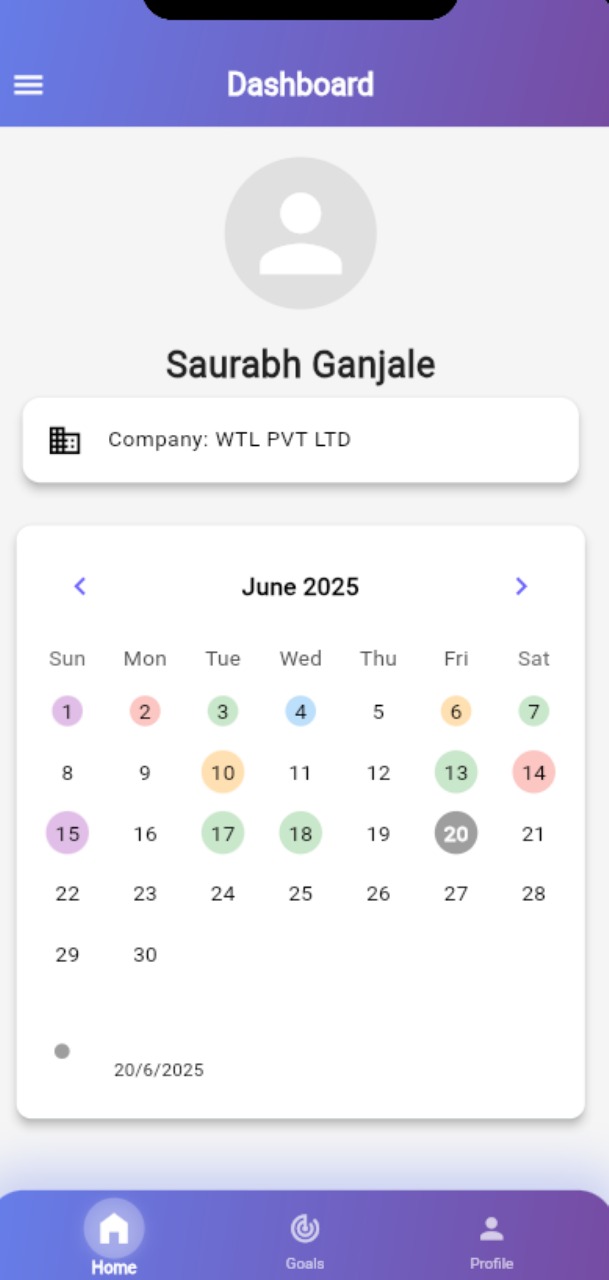 Dashboard
Saurabh Ganjale
Company: WTL PVT LTD
June 2025
Sun Mon Tue Wed Thu Fri Sat
1 2 3 4 5 6 7
8 9 10 11 12 13 14
15 16 17 18 19 20 21
22 23 24 25 26 27 28
29 30
20/6/2025
Home Goals Profile